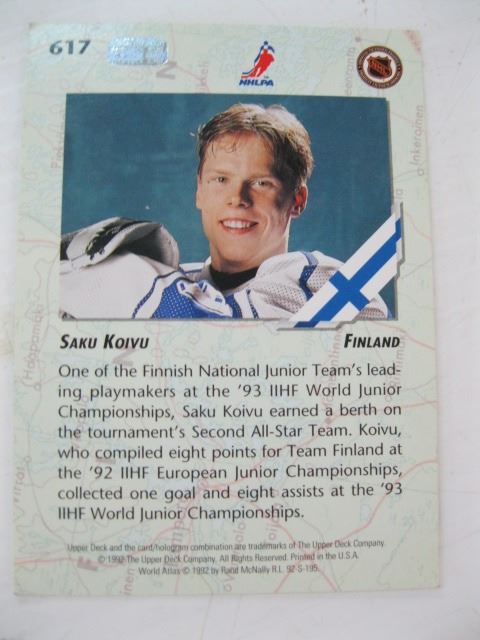 617
NHLPA
SAKU KOIVU
FINLAND
One of the Finnish National Junior Team's lead-
ing playmakers at the '93 IIHF World Junior
Championships, Saku Koivu earned a berth on
the tournament's Second All-Star Team. Koivu,
who compiled eight points for Team Finland at
the '92 IIHF European Junior Championships,
collected one goal and eight assists at the '93
IIHF World Junior Championships.
Upper Deck and the card/hologram combination are trademarks of The Upper Deck Company.
© 1992 The Upper Deck Company. All Rights Reserved. Printed in the U.S.A.
World Atlas © 1992 by Rand McNally R.L. 92-S-195.